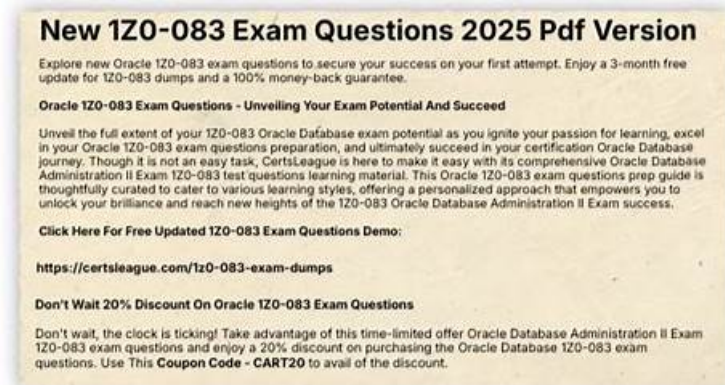 New 1Z0-083 Exam Questions 2025 Pdf Version
Explore new Oracle 1Z0-083 exam questions to secure your success on your first attempt. Enjoy a 3-month free
update for 1Z0-083 dumps and a 100% money-back guarantee.
Oracle 1Z0-083 Exam Questions - Unveiling Your Exam Potential And Succeed
Unveil the full extent of your 1Z0-083 Oracle Database exam potential as you ignite your passion for learning, excel
in your Oracle 1Z0-083 exam questions preparation, and ultimately succeed in your certification Oracle Database
journey. Though it is not an easy task, CertsLeague is here to make it easy with its comprehensive Oracle Database
Administration II Exam 1Z0-083 test questions learning material. This Oracle 1Z0-083 exam questions prep guide is
thoughtfully curated to cater to various learning styles, offering a personalized approach that empowers you to
unlock your brilliance and reach new heights of the 1Z0-083 Oracle Database Administration II Exam success.
Click Here For Free Updated 1Z0-083 Exam Questions Demo:
https://certsleague.com/1z0-083-exam-dumps
Don't Wait 20% Discount On Oracle 1Z0-083 Exam Questions
Don't wait, the clock is ticking! Take advantage of this time-limited offer Oracle Database Administration II Exam
1Z0-083 exam questions and enjoy a 20% discount on purchasing the Oracle Database 1Z0-083 exam
questions. Use This Coupon Code - CART20 to avail of the discount.